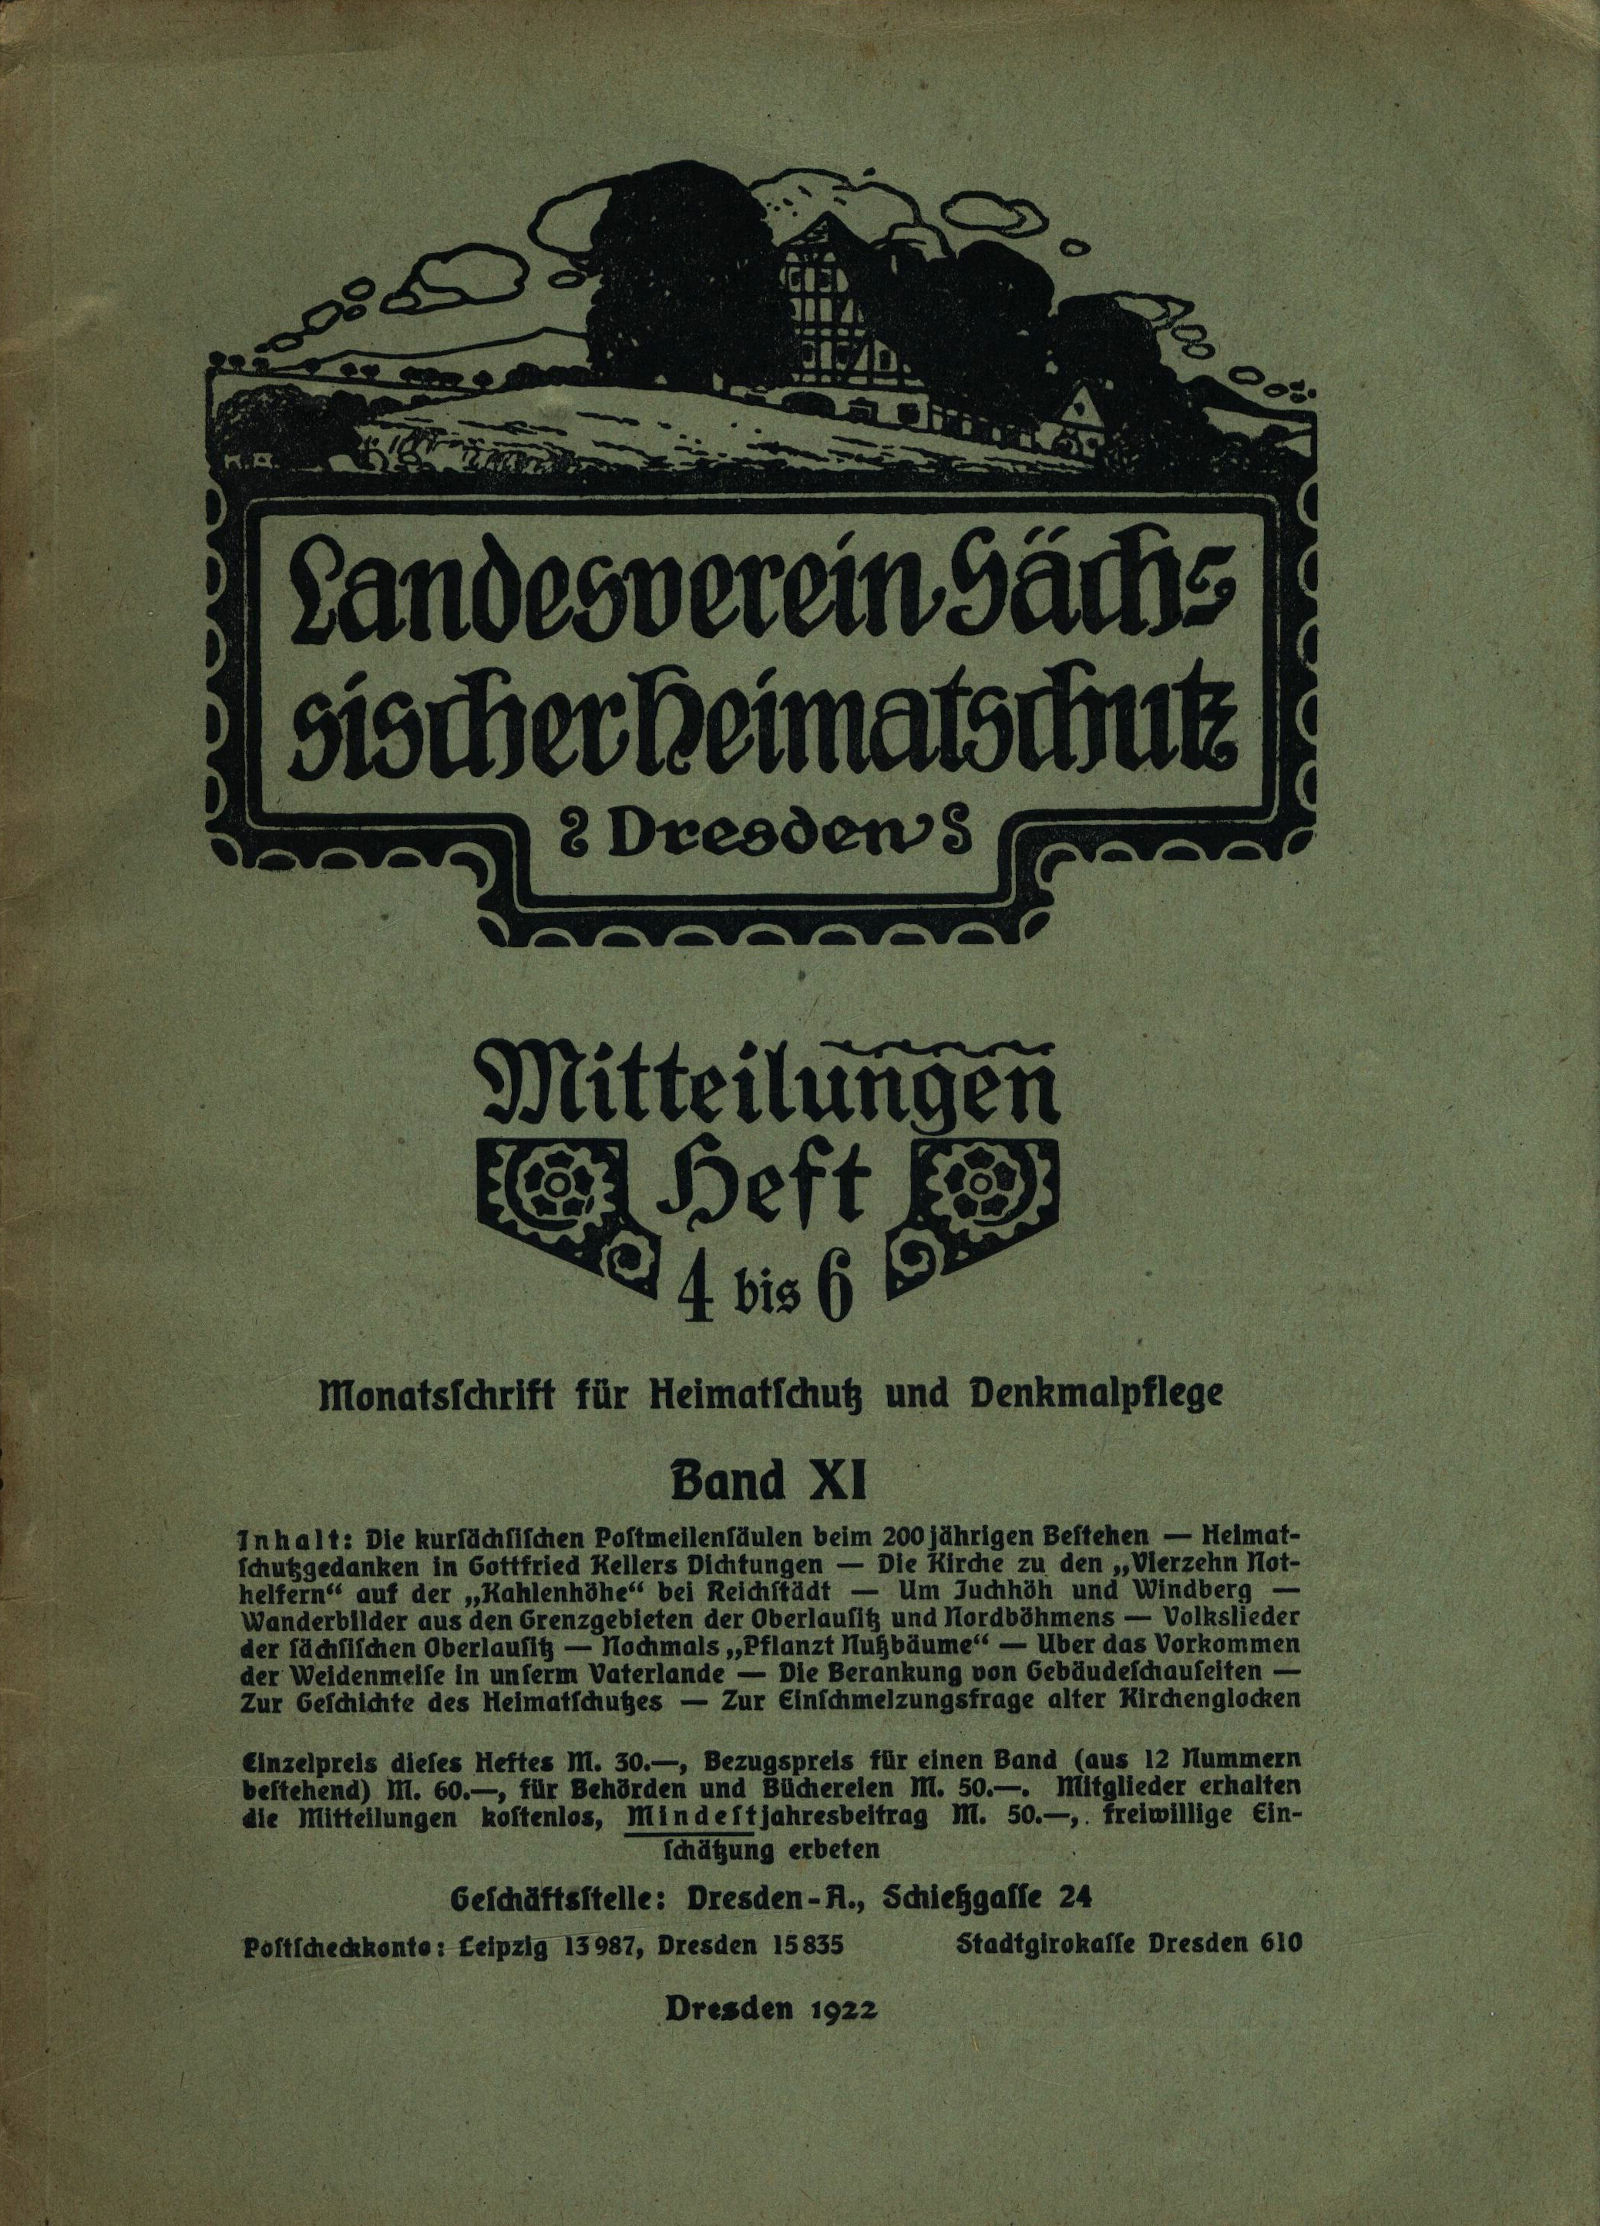 Landesverein Säch-
sischer Heimatschutz
Dresden
Mitteilungen
Heft
4 bis 6
Monatsſchrift für Heimatſchutz und Denkmalpflege
Band XI
Inhalt: Die kurſächſiſchen Poſtmeilenſäulen beim 200jährigen Beſtehen — Heimat-
ſchutzgedanken in Gottfried Kellers Dichtungen — Die Kirche zu den „Vierzehn Not-
helfern“ auf der „Kahlenhöhe“ bei Reichſtädt — Um Juchhöh und Windberg —
Wanderbilder aus den Grenzgebieten der Oberlauſitz und Nordböhmens — Volkslieder
der ſächſiſchen Oberlauſitz — Nochmals „Pflanzt Nußbäume“ — Über das Vorkommen
der Weidenmeiſe in unſerm Vaterlande — Die Berankung von Gebäudeſchauſeiten —
Zur Geſchichte des Heimatſchutzes — Zur Einſchmelzungsfrage alter Kirchenglocken
Einzelpreis dieſes Heftes M. 30.—, Bezugspreis für einen Band (aus 12 Nummern
beſtehend) M. 60.—, für Behörden und Büchereien M. 50.—. Mitglieder erhalten
die Mitteilungen koſtenlos, Mindeſtjahresbeitrag M. 50.—, freiwillige Ein-
ſchätzung erbeten
Geſchäftsſtelle: Dresden-A., Schießgaſſe 24
Poſtſcheckkonto: Leipzig 13987, Dresden 15835 Stadtgirokaſſe Dresden 610
Dresden 1922